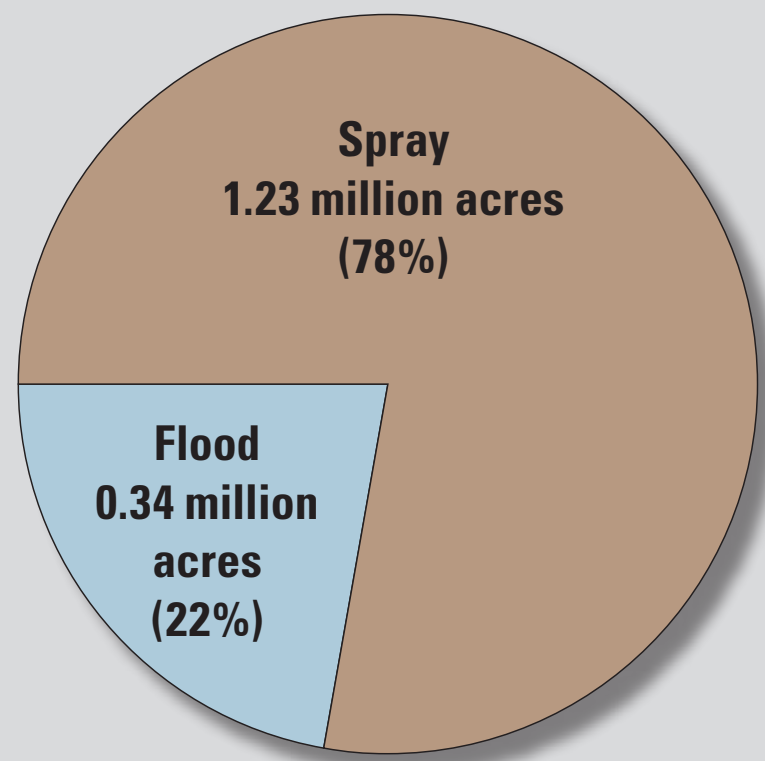 Spray
1.23 million acres
(78%)
Flood
0.34 million
acres
(22%)